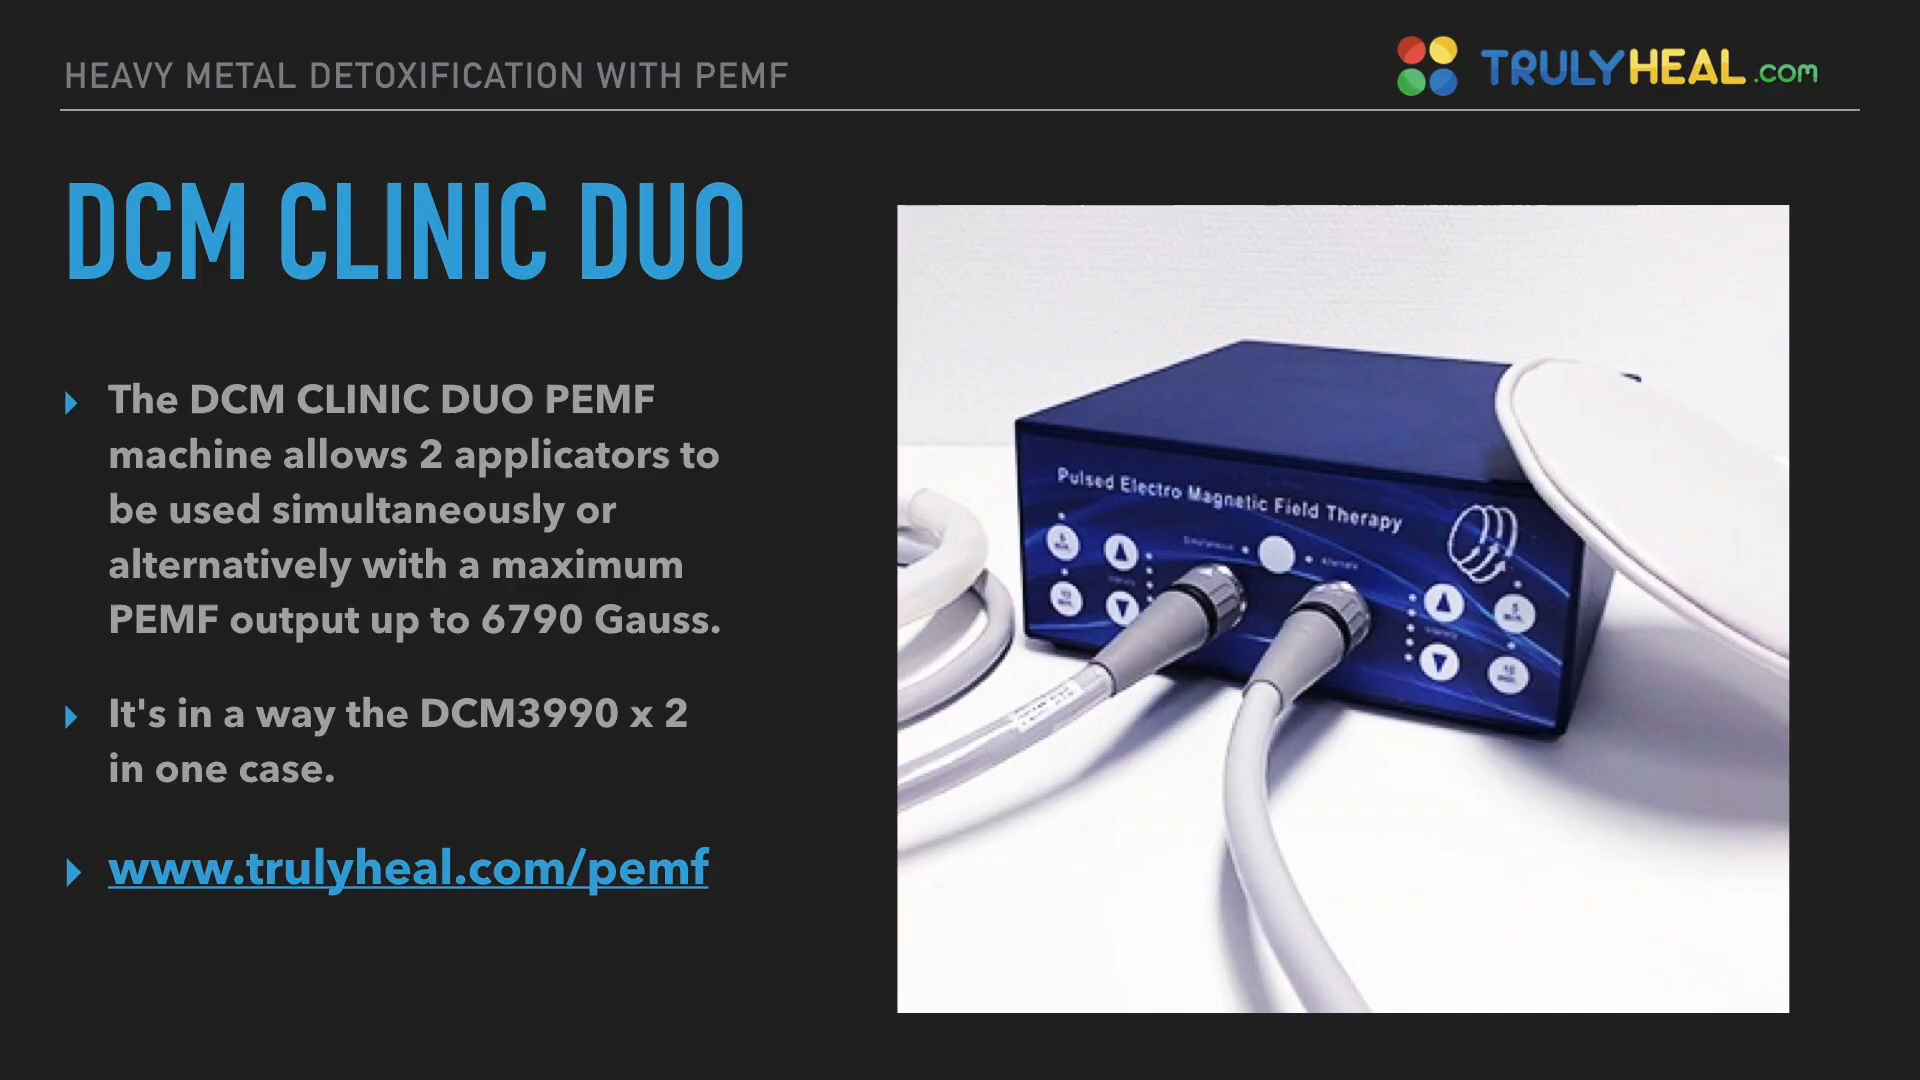 HEAVY METAL DETOXIFICATION WITH PEMF
TRULYHEAL.com
DCM CLINIC DUO
The DCM CLINIC DUO PEMF
machine allows 2 applicators to
be used simultaneously or
alternatively with a maximum
PEMF output up to 6790 Gauss.
It's in a way the DCM3990 x 2
in one case.
www.trulyheal.com/pemf
Pulsed Electro Magnetic Field Therapy